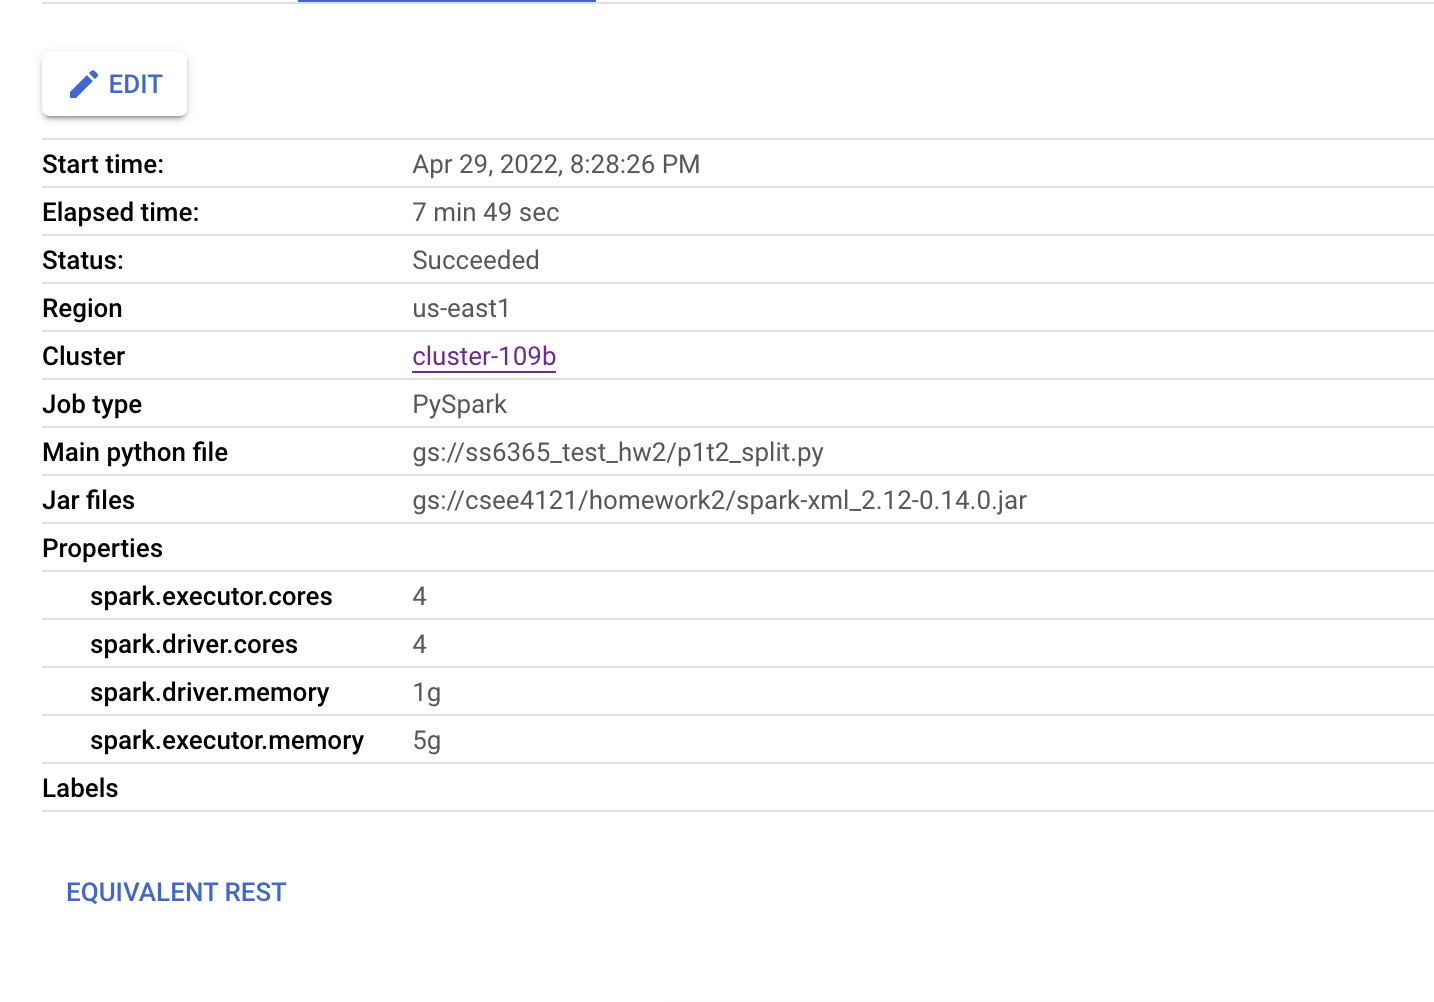 EDIT
Start time: Apr 29, 2022, 8:28:26 PM
Elapsed time: 7 min 49 sec
Status: Succeeded
Region us-east1
Cluster cluster-109b
Job type PySpark
Main python file gs://ss6365_test_hw2/p1t2_split.py
Jar files gs://csee4121/homework2/spark-xml_2.12-0.14.0.jar
Properties
spark.executor.cores 4
spark.driver.cores 4
spark.driver.memory 1g
spark.executor.memory 5g
Labels
EQUIVALENT REST